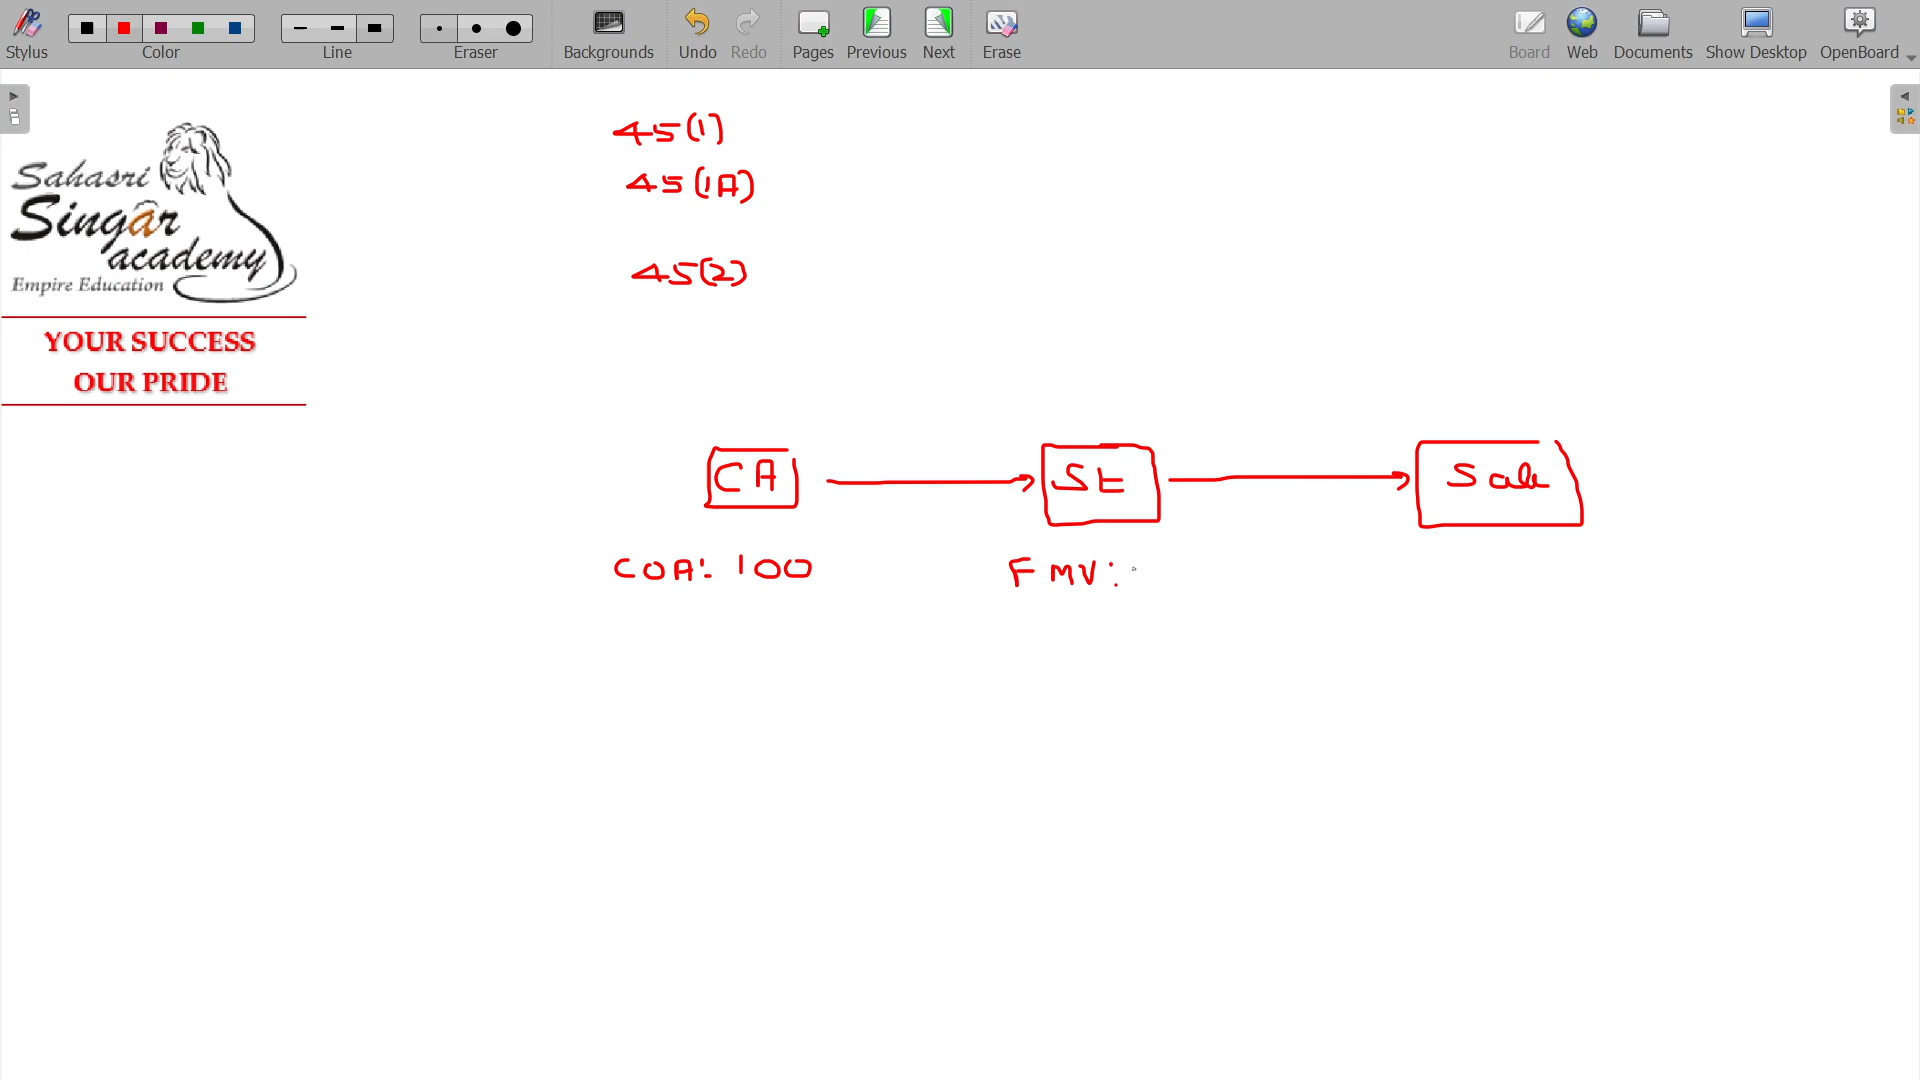 Stylus Color Line Eraser Backgrounds Undo Redo Pages Previous Next Erase Board Web Documents Show Desktop OpenBoard
45(1)
45(1A)
45(2)
Sahasri
Singar
academy
Empire Education
YOUR SUCCESS
OUR PRIDE
CA St Sale
COA: 100 FMV: